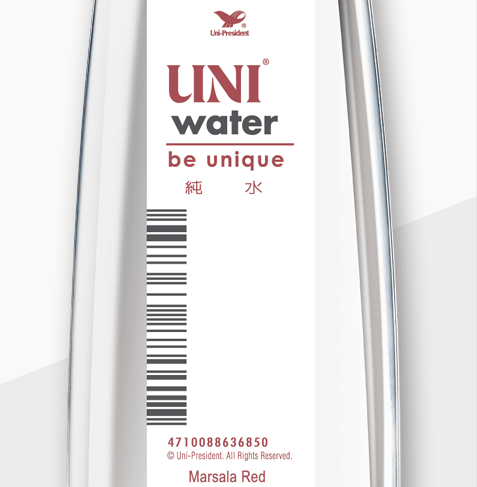 Uni-President®
UNI®
water
be unique
純 水
4710088636850
© Uni-President. All Rights Reserved.
Marsala Red